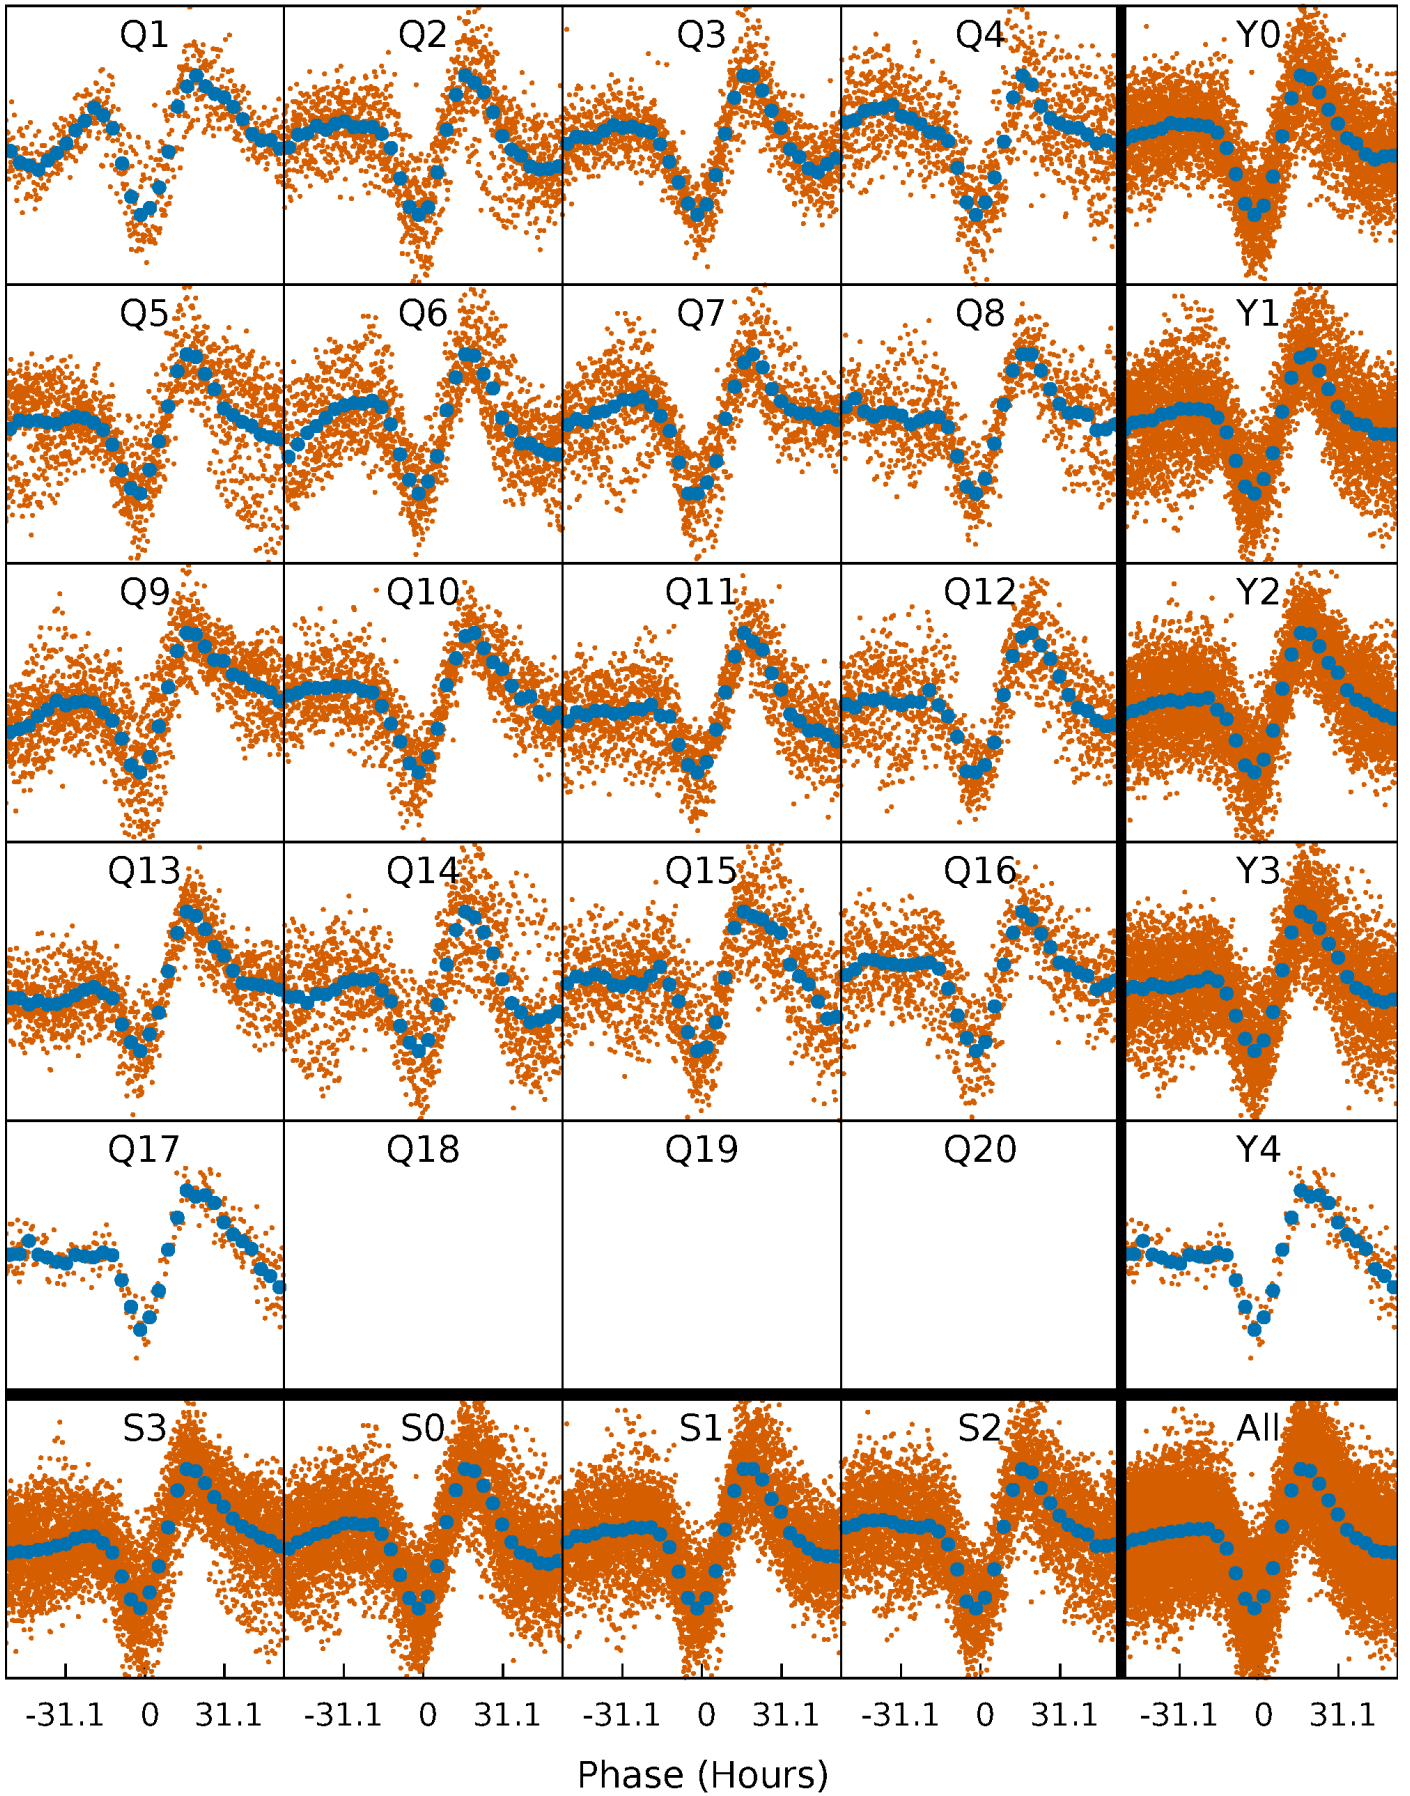 Q1 Q2 Q3 Q4 Y0
Q5 Q6 Q7 Q8 Y1
Q9 Q10 Q11 Q12 Y2
Q13 Q14 Q15 Q16 Y3
Q17 Q18 Q19 Q20 Y4
S3 S0 S1 S2 All
-31.1 0 31.1 -31.1 0 31.1 -31.1 0 31.1 -31.1 0 31.1 -31.1 0 31.1
Phase (Hours)